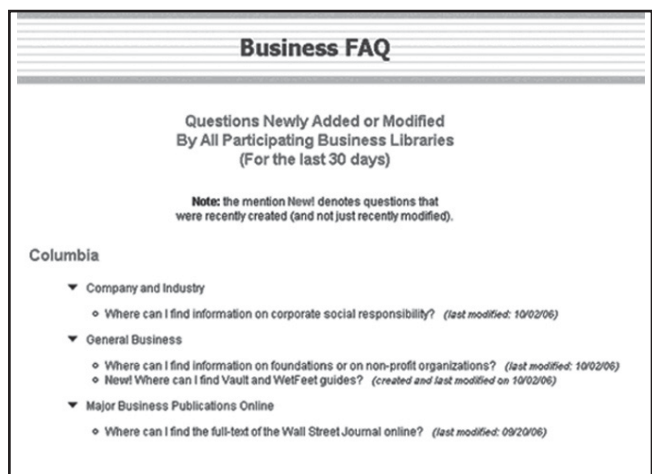 Business FAQ
Questions Newly Added or Modified
By All Participating Business Libraries
(For the last 30 days)
Note: the mention New! denotes questions that
were recently created (and not just recently modified).
Columbia
Company and Industry
Where can I find information on corporate social responsibility? (last modified: 10/02/06)
General Business
Where can I find information on foundations or on non-profit organizations? (last modified: 10/02/06)
New! Where can I find Vault and WetFeet guides? (created and last modified on 10/02/06)
Major Business Publications Online
Where can I find the full-text of the Wall Street Journal online? (last modified: 09/20/06)